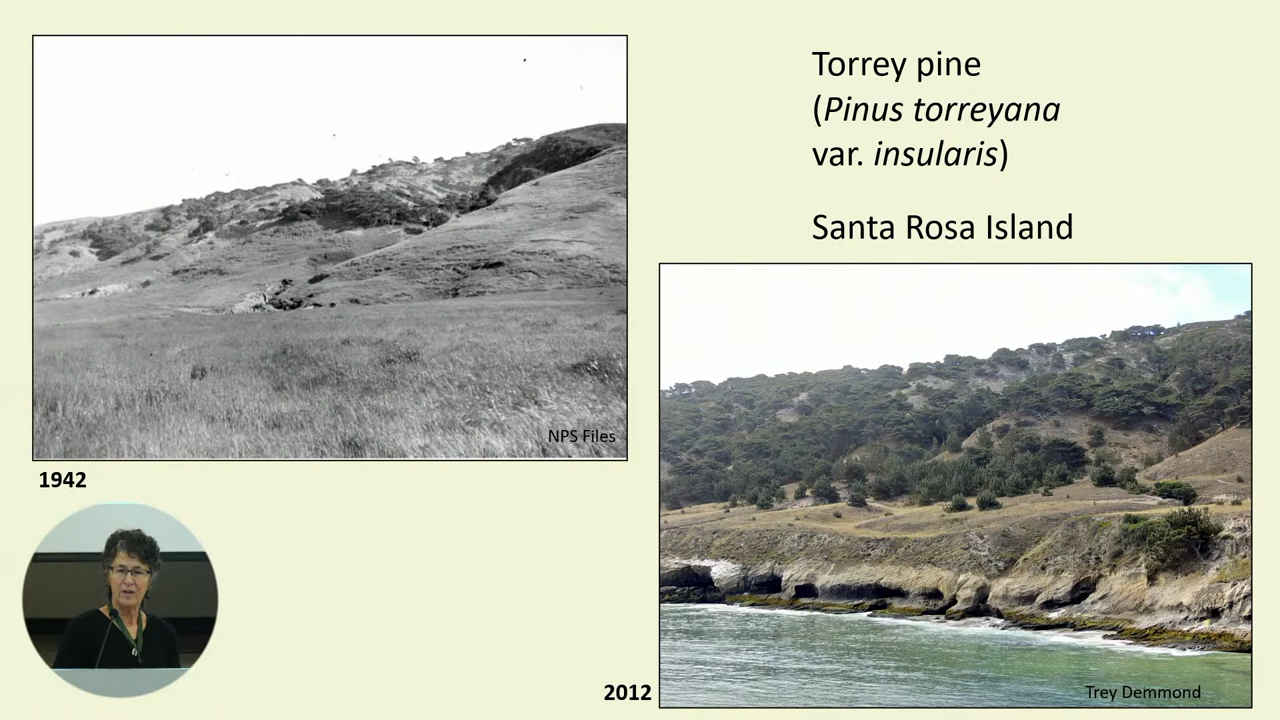 Torrey pine
(Pinus torreyana
var. insularis)
Santa Rosa Island
NPS Files
1942
2012
Trey Demmond